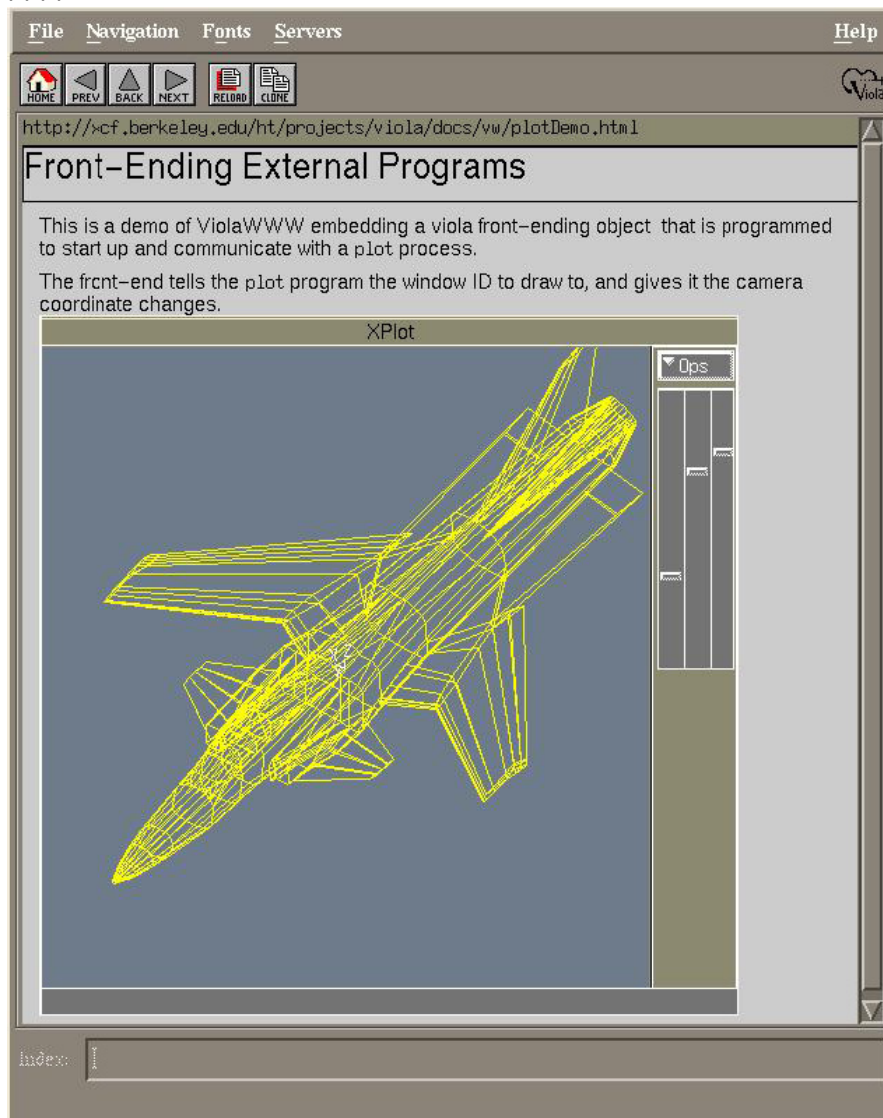 File Navigation Fonts Servers Help
HOME PREV BACK NEXT RELOAD CLONE Viola
http://xcf.berkeley.edu/ht/projects/viola/docs/vw/plotDemo.html
Front-Ending External Programs
This is a demo of ViolaWWW embedding a viola front-ending object that is programmed
to start up and communicate with a plot process.
The front-end tells the plot program the window ID to draw to, and gives it the camera
coordinate changes.
XPlot
Ops
Z
Index: